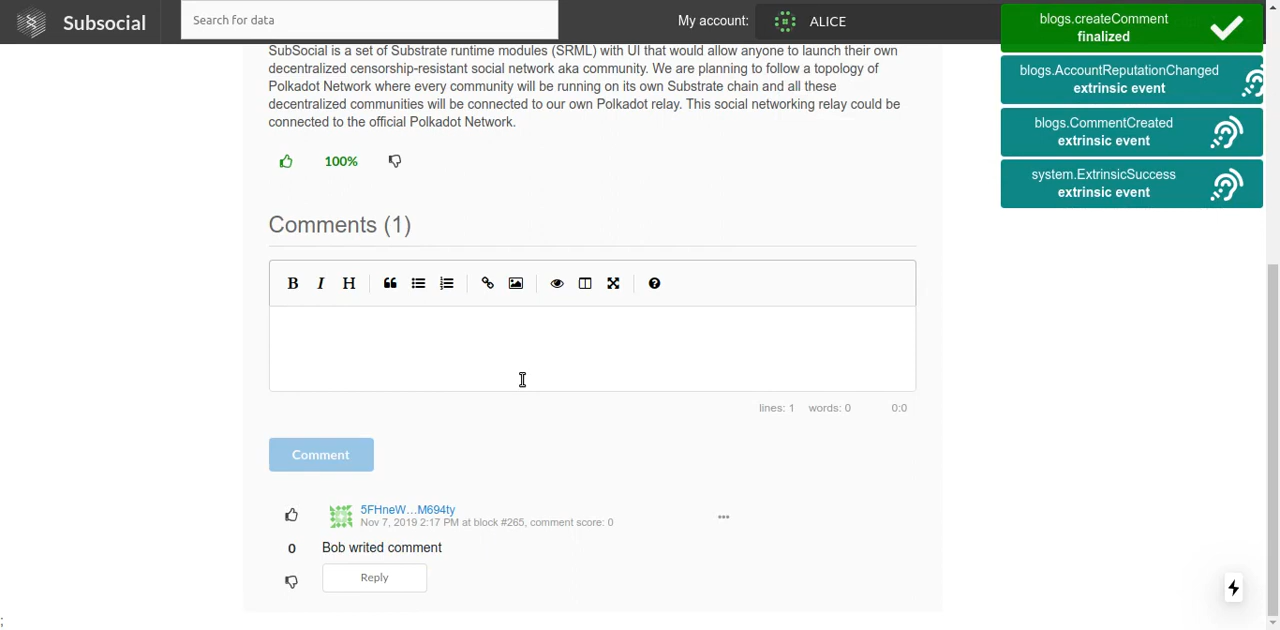 Subsocial
Search for data
My account:
ALICE
blogs.createComment
finalized
blogs.AccountReputationChanged
extrinsic event
blogs.CommentCreated
extrinsic event
system.ExtrinsicSuccess
extrinsic event
SubSocial is a set of Substrate runtime modules (SRML) with UI that would allow anyone to launch their own
decentralized censorship-resistant social network aka community. We are planning to follow a topology of
Polkadot Network where every community will be running on its own Substrate chain and all these
decentralized communities will be connected to our own Polkadot relay. This social networking relay could be
connected to the official Polkadot Network.
100%
Comments (1)
B I H
lines: 1 words: 0 0:0
Comment
5FHneW...M694ty
Nov 7, 2019 2:17 PM at block #265, comment score: 0
0 Bob writed comment
Reply
;